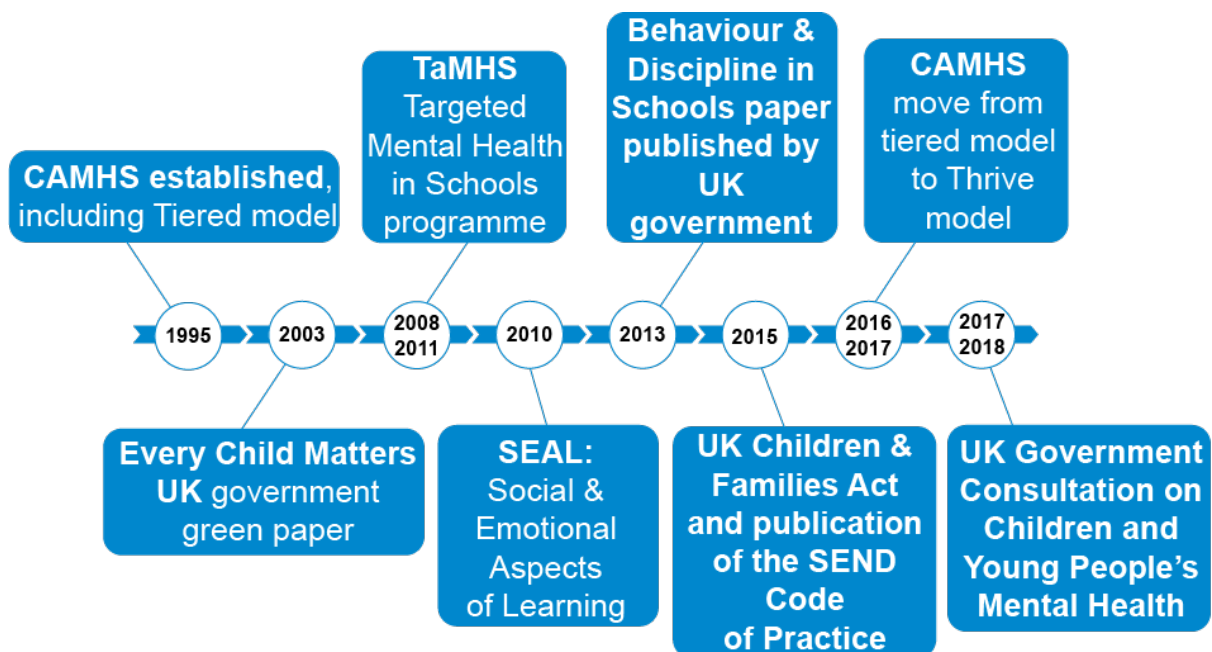 TaMHS
Targeted
Mental Health
in Schools
programme
Behaviour &
Discipline in
Schools paper
published by
UK
government
CAMHS
move from
tiered model
to Thrive
model
CAMHS established,
including Tiered model
1995
2003
2008
2011
2010
2013
2015
2016
2017
2017
2018
Every Child Matters
UK government
green paper
SEAL:
Social &
Emotional
Aspects
of Learning
UK Children &
Families Act
and publication
of the SEND
Code
of Practice
UK Government
Consultation on
Children and
Young People’s
Mental Health